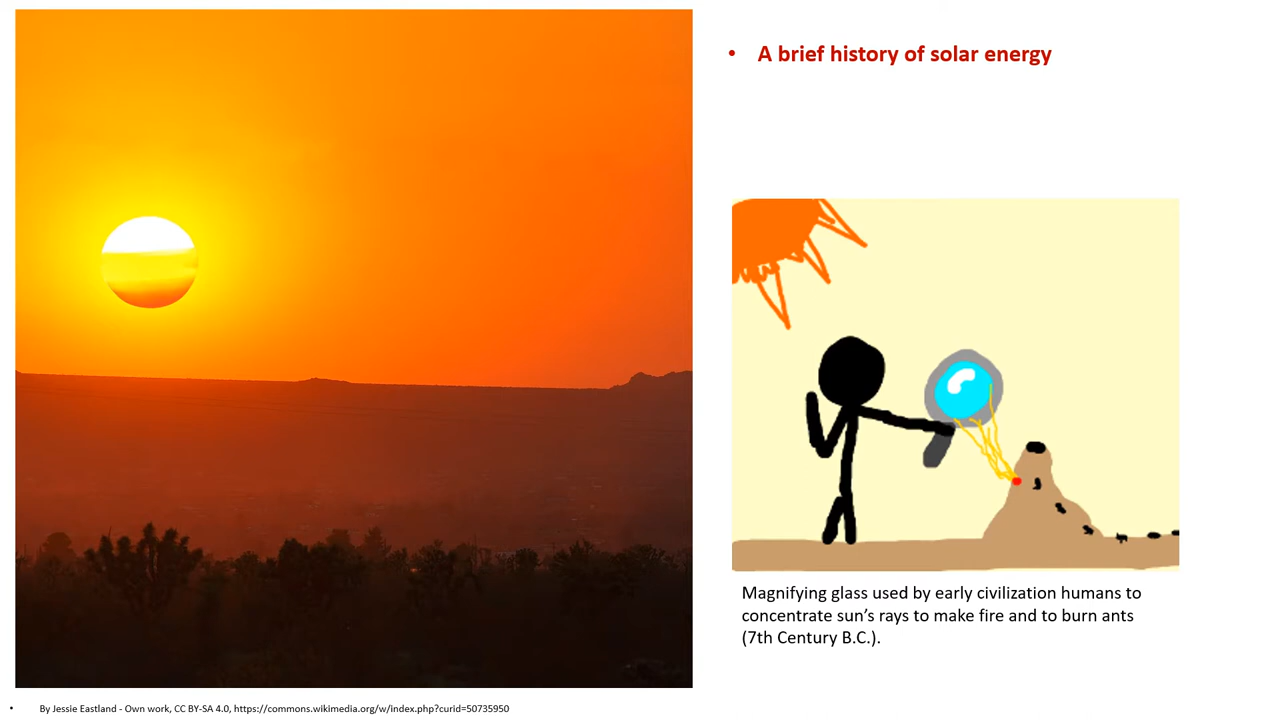 • A brief history of solar energy
Magnifying glass used by early civilization humans to
concentrate sun’s rays to make fire and to burn ants
(7th Century B.C.).
• By Jessie Eastland - Own work, CC BY-SA 4.0, https://commons.wikimedia.org/w/index.php?curid=50735950